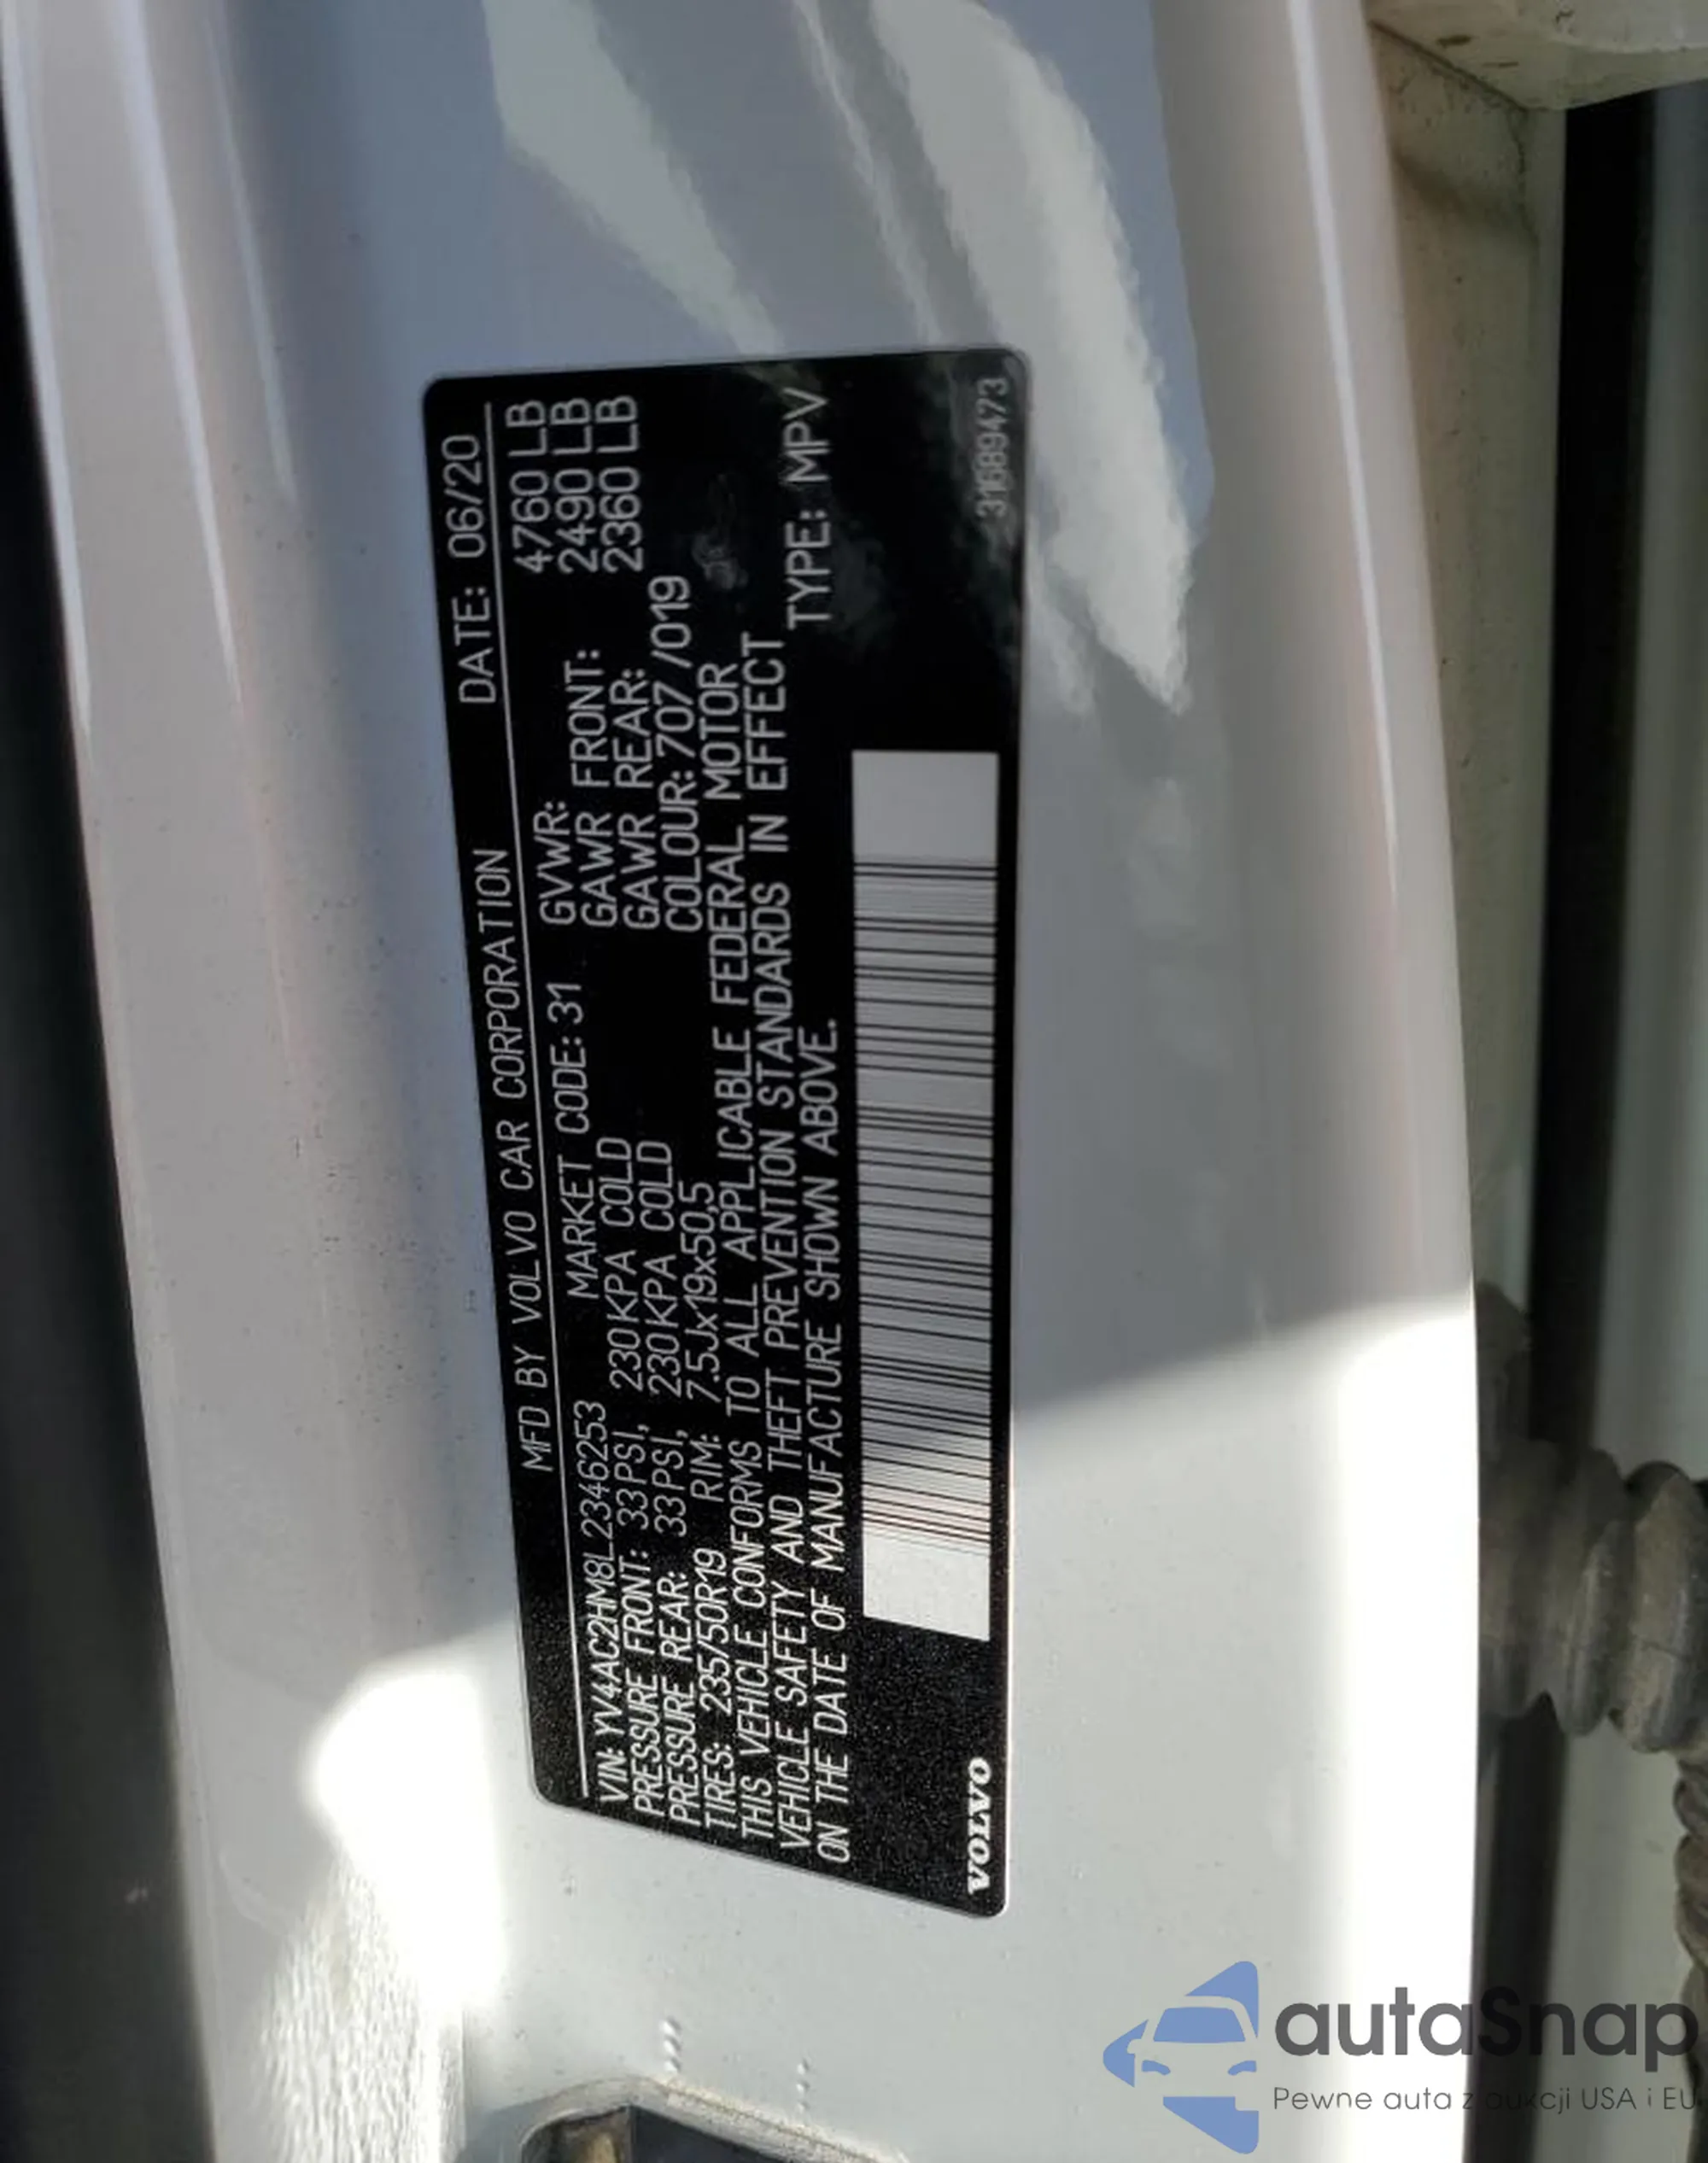 MFD BY VOLVO CAR CORPORATION DATE: 06/20
VIN: YV4AC2HM8L2346253 MARKET CODE: 31 GVWR: 4760 LB
PRESSURE FRONT: 33PSI, 230KPA COLD GAWR FRONT: 2490 LB
PRESSURE REAR: 33PSI, 230KPA COLD GAWR REAR: 2360 LB
TIRES: 235/50R19 RIM: 7.5Jx19x50,5 COLOUR: 707 /019
THIS VEHICLE CONFORMS TO ALL APPLICABLE FEDERAL MOTOR
VEHICLE SAFETY AND THEFT PREVENTION STANDARDS IN EFFECT
ON THE DATE OF MANUFACTURE SHOWN ABOVE. TYPE: MPV
VOLVO 31689473
autaSnap
Pewne auta z aukcji USA i EU